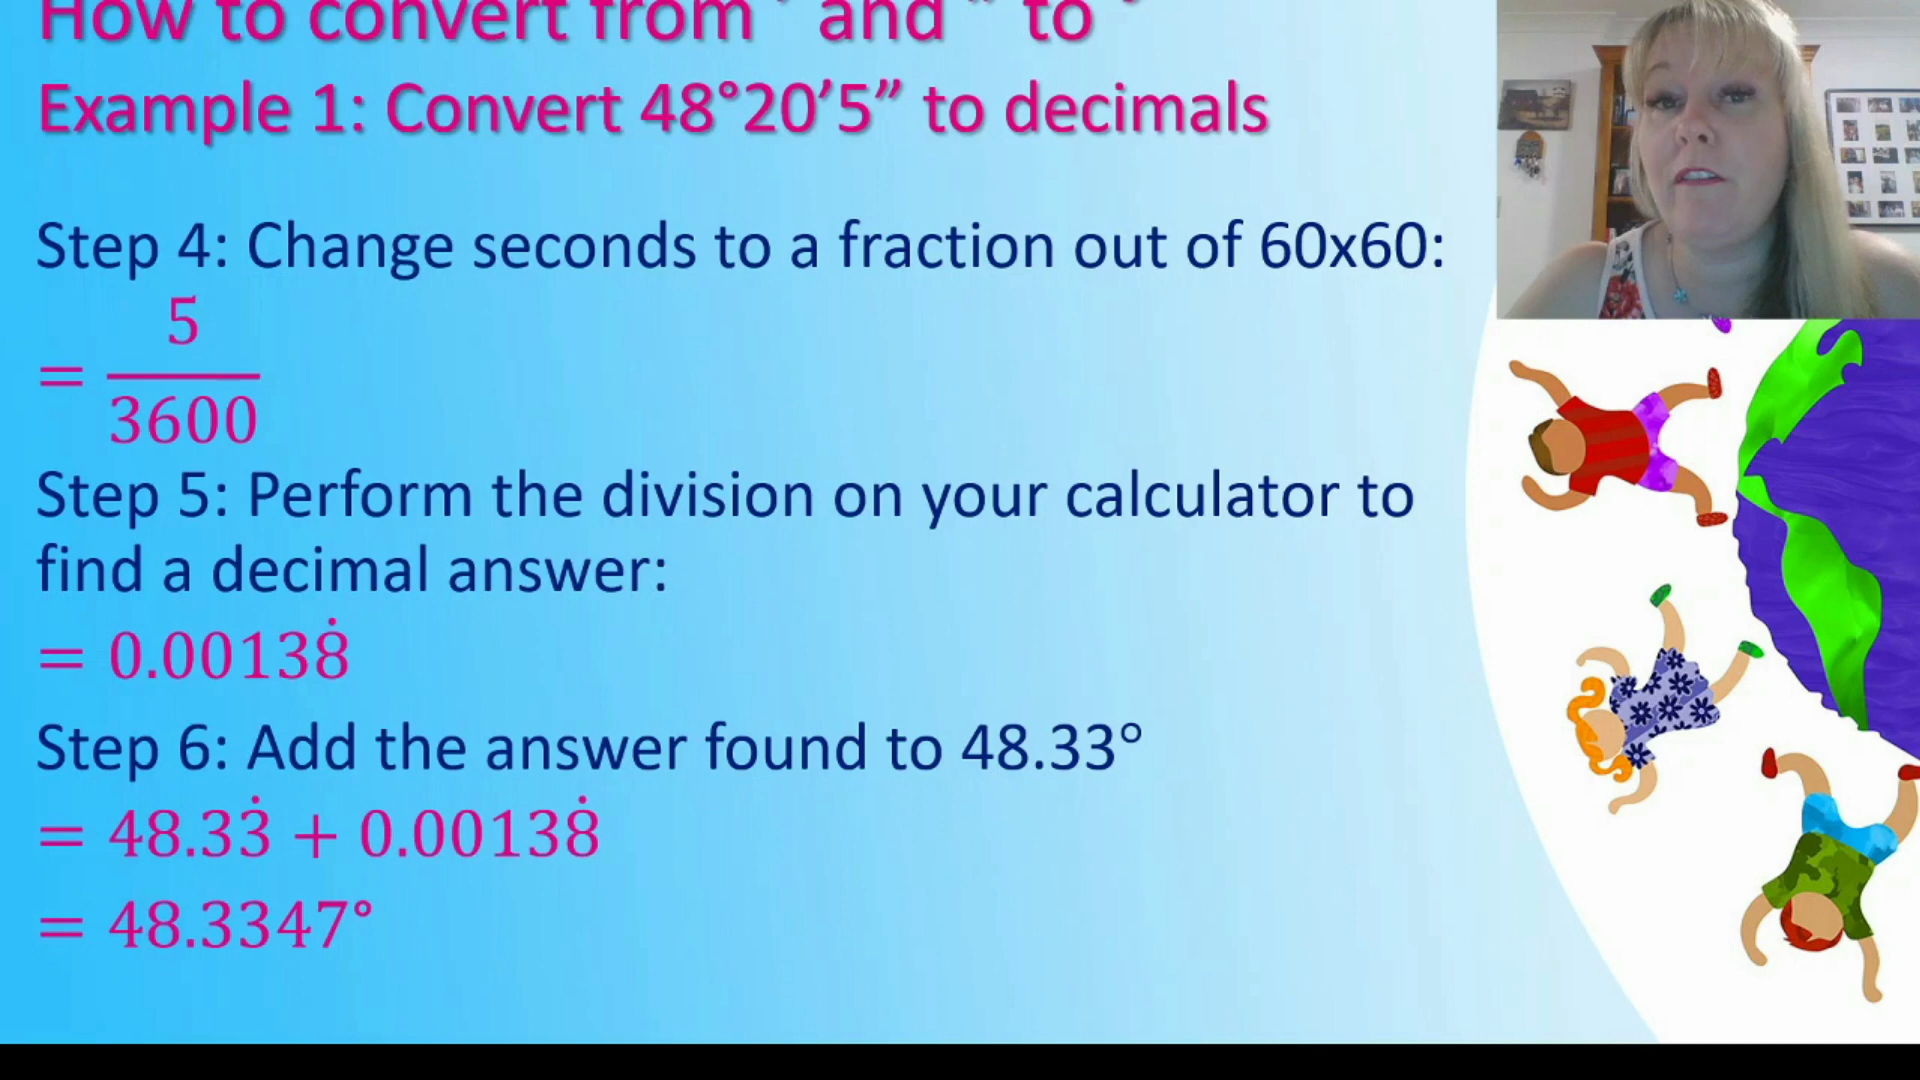 How to convert from ' and " to °
Example 1: Convert 48°20’5” to decimals
Step 4: Change seconds to a fraction out of 60x60:
= 5/3600
Step 5: Perform the division on your calculator to
find a decimal answer:
= 0.00138̇
Step 6: Add the answer found to 48.33°
= 48.33̇ + 0.00138̇
= 48.3347°